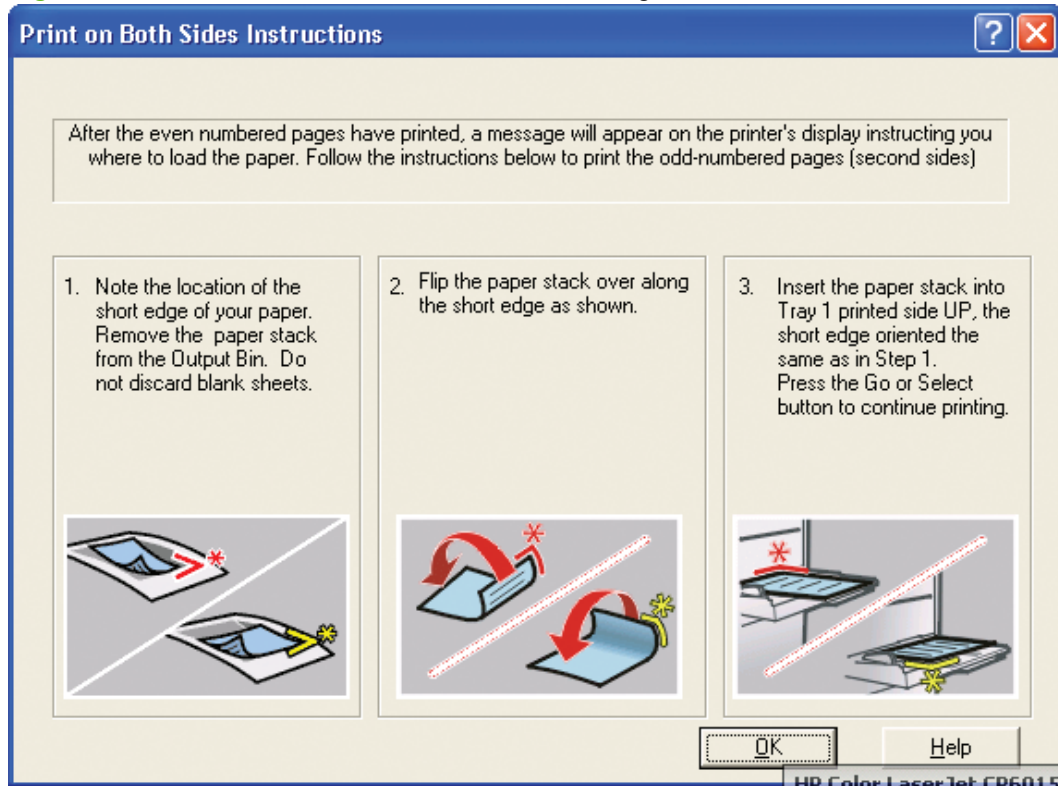 Print on Both Sides Instructions
After the even numbered pages have printed, a message will appear on the printer's display instructing you
where to load the paper. Follow the instructions below to print the odd-numbered pages (second sides)
1. Note the location of the
short edge of your paper.
Remove the paper stack
from the Output Bin. Do
not discard blank sheets.
2. Flip the paper stack over along
the short edge as shown.
3. Insert the paper stack into
Tray 1 printed side UP, the
short edge oriented the
same as in Step 1.
Press the Go or Select
button to continue printing.
OK
Help
HP Color LaserJet CP6015